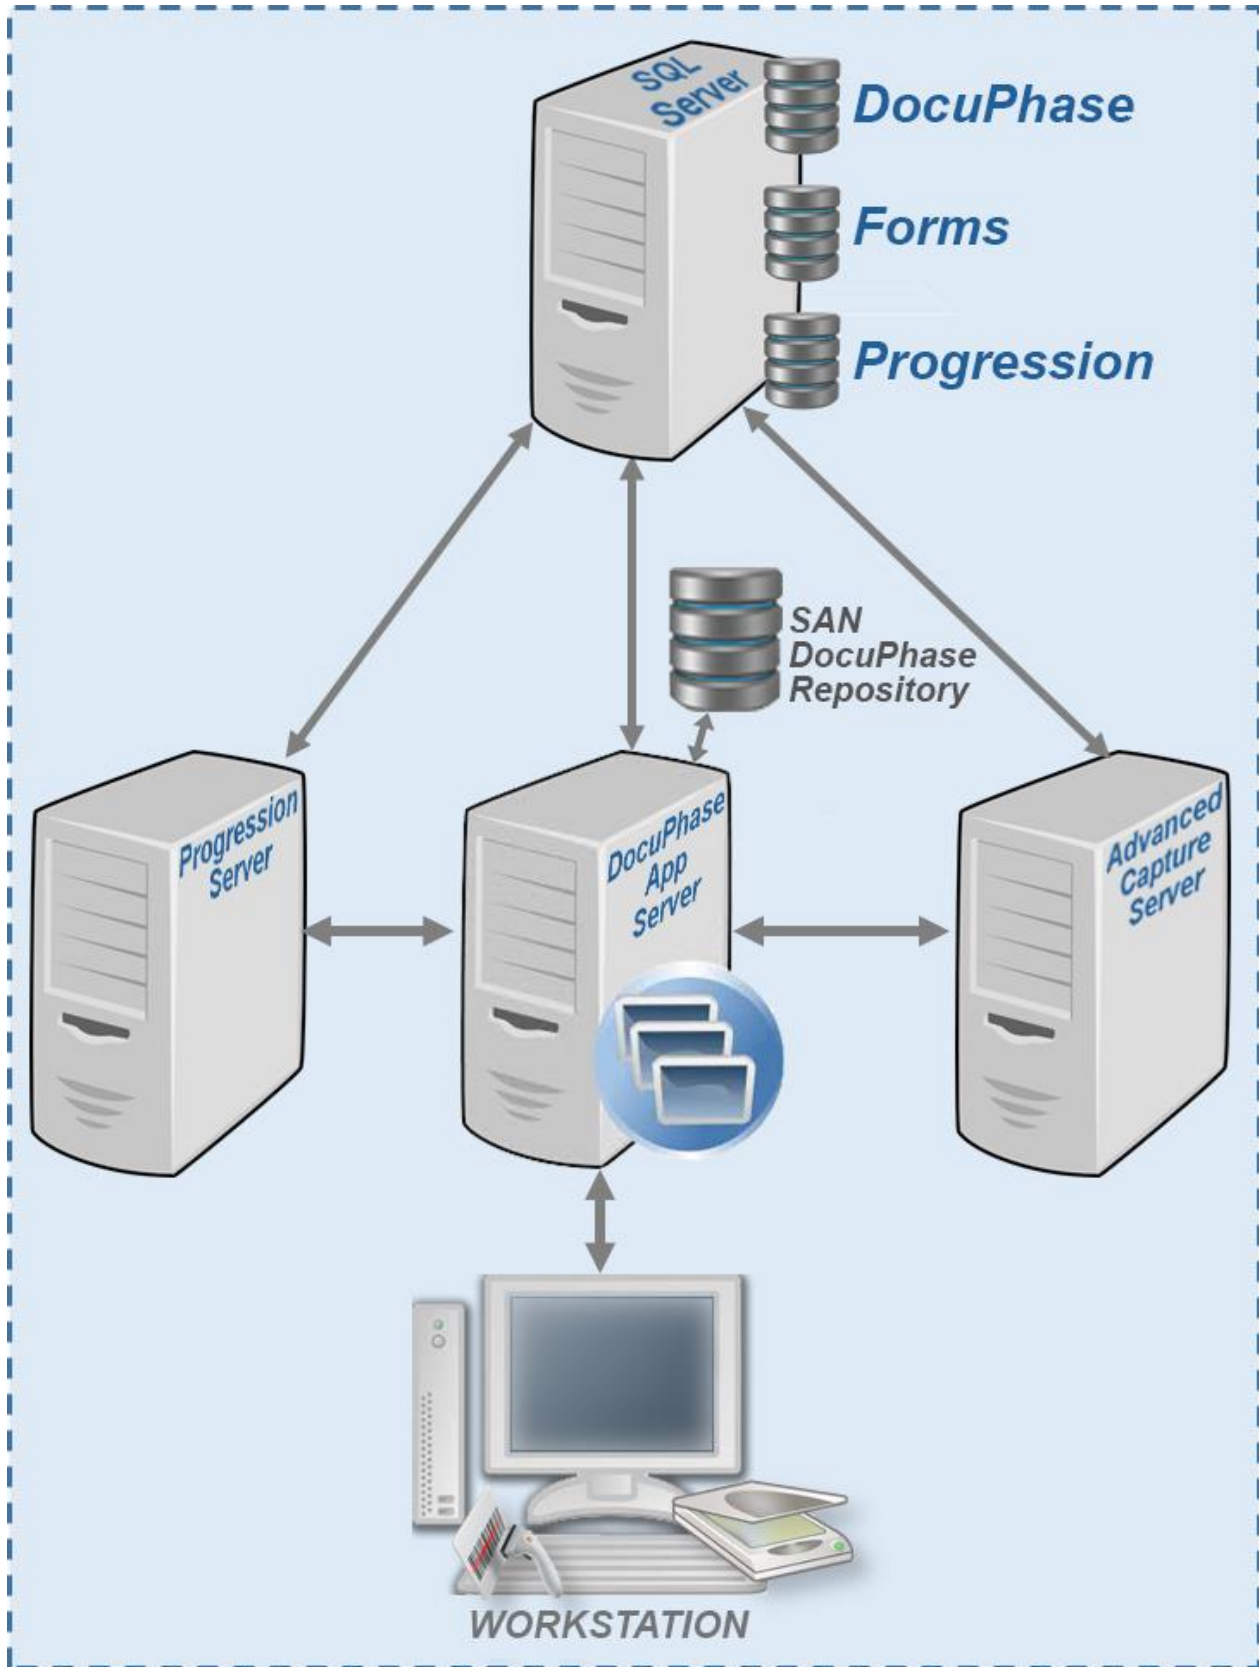 SQL
Server
DocuPhase
Forms
Progression
SAN
DocuPhase
Repository
Progression
Server
DocuPhase
App
Server
Advanced
Capture
Server
WORKSTATION